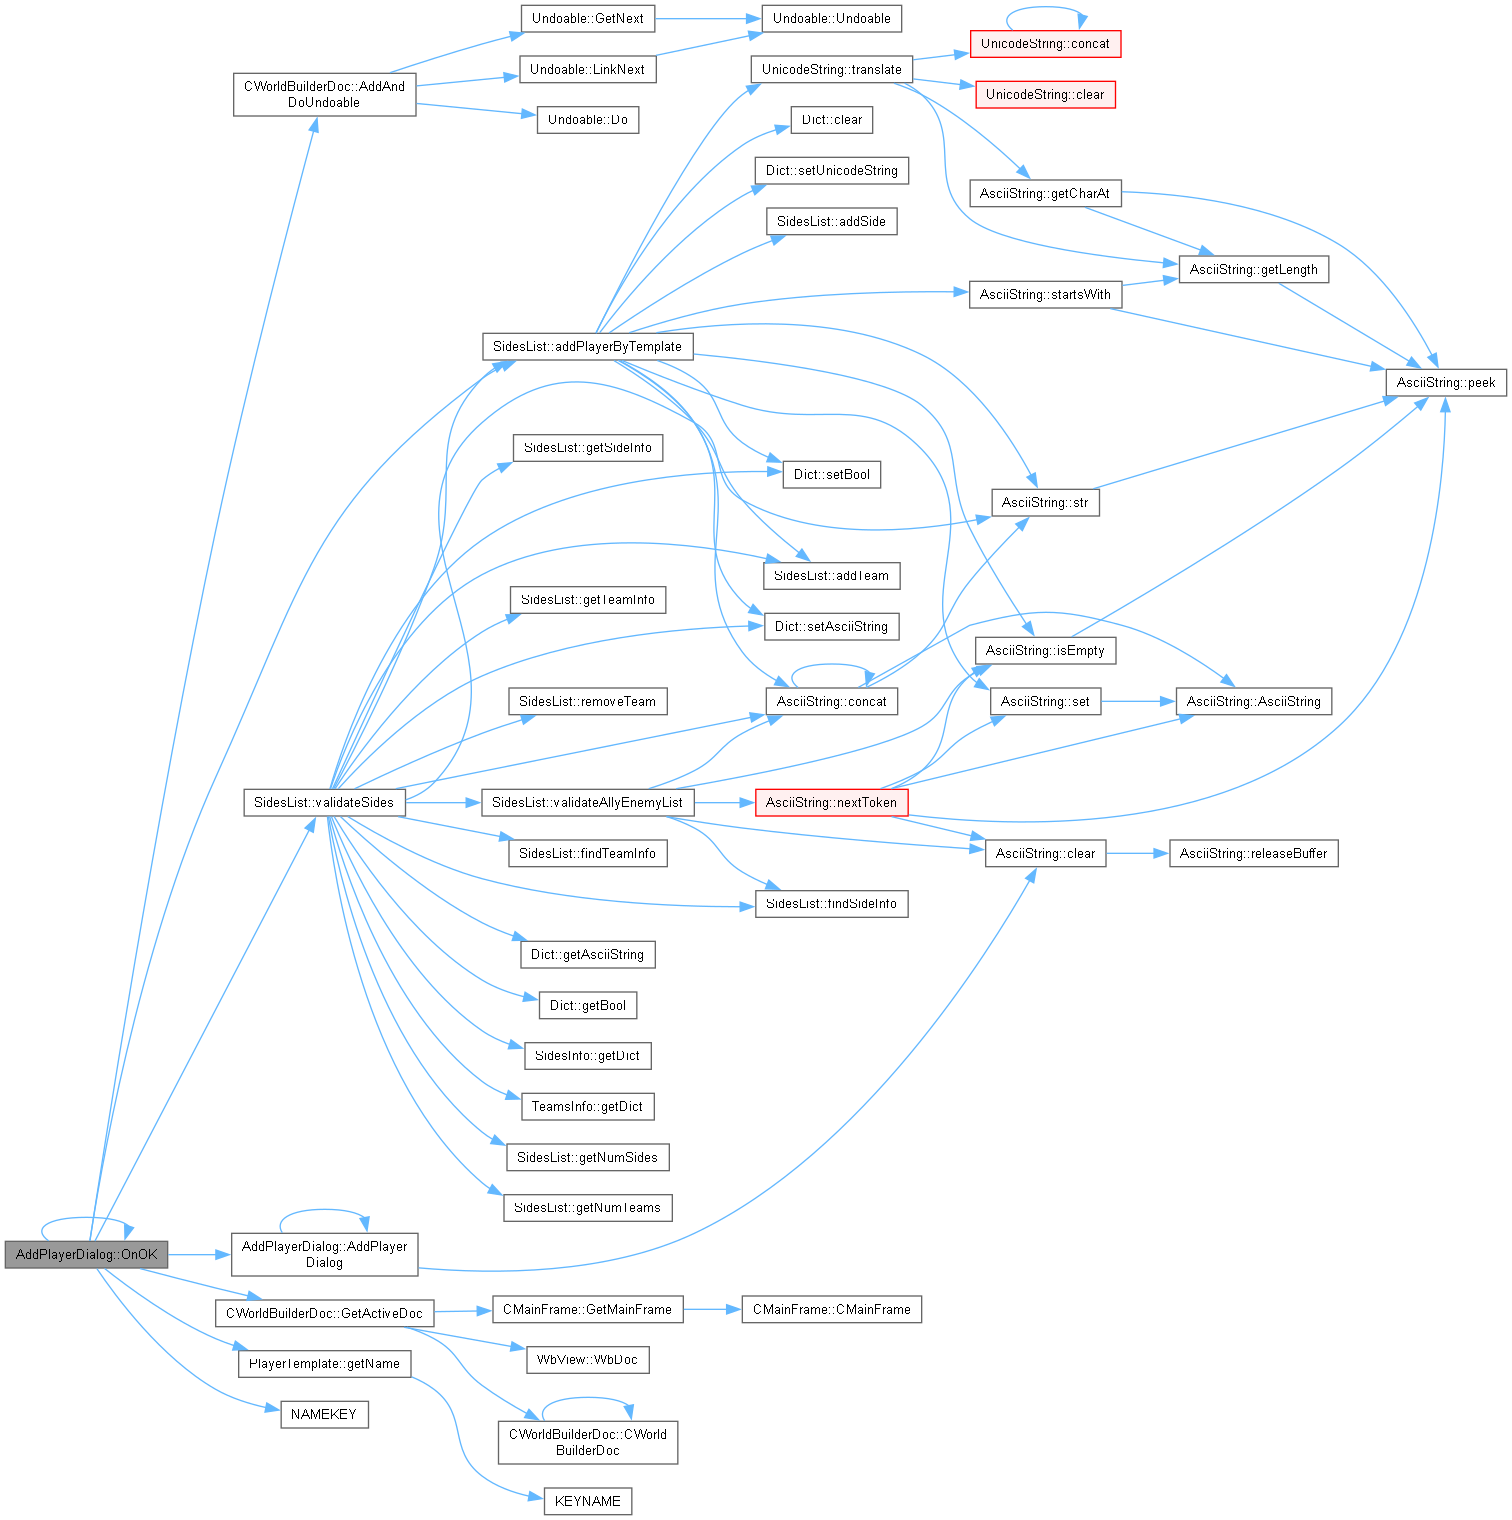 Undoable::GetNext
Undoable::Undoable
UnicodeString::concat
Undoable::LinkNext
UnicodeString::translate
CWorldBuilderDoc::AddAnd
DoUndoable
UnicodeString::clear
Undoable::Do
Dict::clear
Dict::setUnicodeString
AsciiString::getCharAt
SidesList::addSide
AsciiString::getLength
AsciiString::startsWith
SidesList::addPlayerByTemplate
AsciiString::peek
SidesList::getSideInfo
Dict::setBool
AsciiString::str
SidesList::addTeam
SidesList::getTeamInfo
Dict::setAsciiString
AsciiString::isEmpty
SidesList::removeTeam
AsciiString::concat
AsciiString::set
AsciiString::AsciiString
SidesList::validateSides
SidesList::validateAllyEnemyList
AsciiString::nextToken
SidesList::findTeamInfo
AsciiString::clear
AsciiString::releaseBuffer
SidesList::findSideInfo
Dict::getAsciiString
Dict::getBool
SidesInfo::getDict
TeamsInfo::getDict
SidesList::getNumSides
SidesList::getNumTeams
AddPlayerDialog::OnOK
AddPlayerDialog::AddPlayer
Dialog
CWorldBuilderDoc::GetActiveDoc
CMainFrame::GetMainFrame
CMainFrame::CMainFrame
PlayerTemplate::getName
WbView::WbDoc
NAMEKEY
CWorldBuilderDoc::CWorld
BuilderDoc
KEYNAME